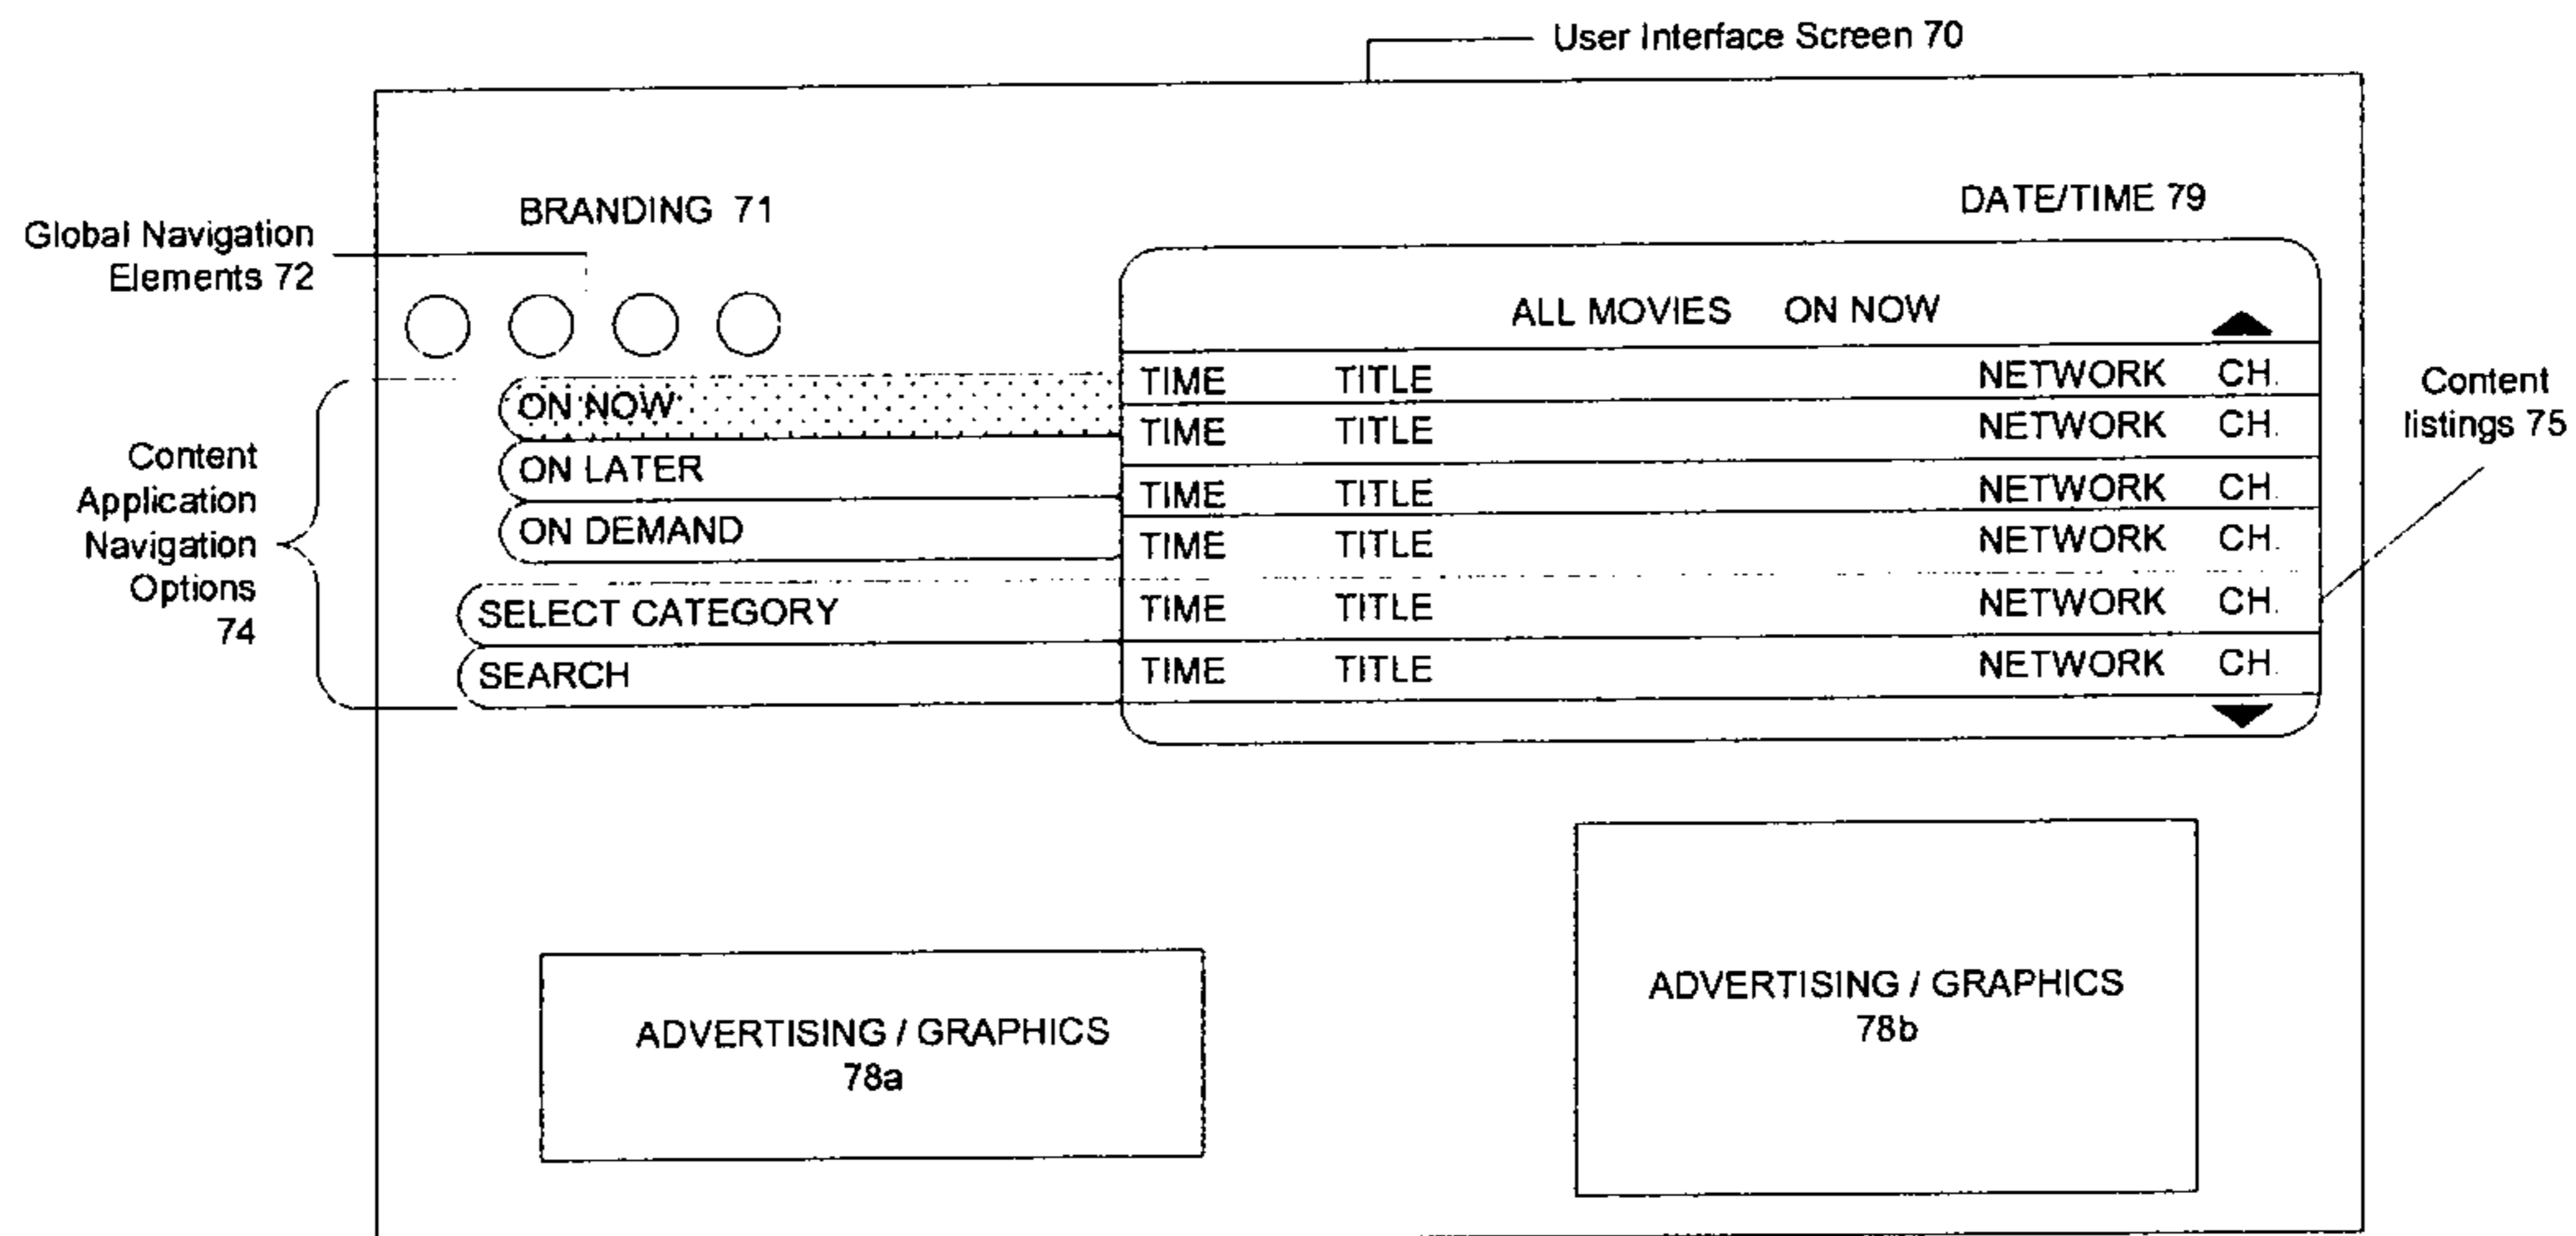 User Interface Screen 70
BRANDING 71
DATE/TIME 79
Global Navigation
Elements 72
ALL MOVIES ON NOW
Content
Application
Navigation
Options
74
ON NOW
ON LATER
ON DEMAND
SELECT CATEGORY
SEARCH
TIME TITLE NETWORK CH.
TIME TITLE NETWORK CH.
TIME TITLE NETWORK CH.
TIME TITLE NETWORK CH.
TIME TITLE NETWORK CH.
TIME TITLE NETWORK CH.
Content
listings 75
ADVERTISING / GRAPHICS
78a
ADVERTISING / GRAPHICS
78b